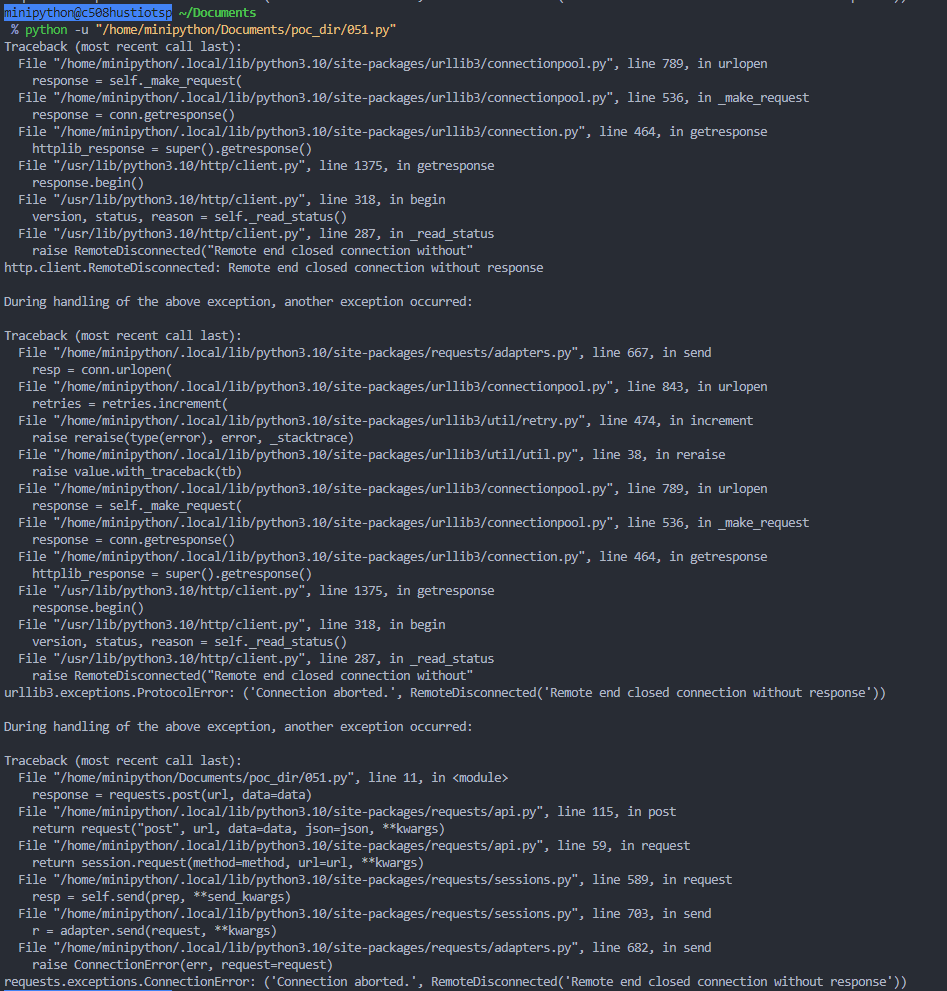 minipython@c508hustiotsp ~/Documents
% python -u "/home/minipython/Documents/poc_dir/051.py"
Traceback (most recent call last):
  File "/home/minipython/.local/lib/python3.10/site-packages/urllib3/connectionpool.py", line 789, in urlopen
    response = self._make_request(
  File "/home/minipython/.local/lib/python3.10/site-packages/urllib3/connectionpool.py", line 536, in _make_request
    response = conn.getresponse()
  File "/home/minipython/.local/lib/python3.10/site-packages/urllib3/connection.py", line 464, in getresponse
    httplib_response = super().getresponse()
  File "/usr/lib/python3.10/http/client.py", line 1375, in getresponse
    response.begin()
  File "/usr/lib/python3.10/http/client.py", line 318, in begin
    version, status, reason = self._read_status()
  File "/usr/lib/python3.10/http/client.py", line 287, in _read_status
    raise RemoteDisconnected("Remote end closed connection without"
http.client.RemoteDisconnected: Remote end closed connection without response

During handling of the above exception, another exception occurred:

Traceback (most recent call last):
  File "/home/minipython/.local/lib/python3.10/site-packages/requests/adapters.py", line 667, in send
    resp = conn.urlopen(
  File "/home/minipython/.local/lib/python3.10/site-packages/urllib3/connectionpool.py", line 843, in urlopen
    retries = retries.increment(
  File "/home/minipython/.local/lib/python3.10/site-packages/urllib3/util/retry.py", line 474, in increment
    raise reraise(type(error), error, _stacktrace)
  File "/home/minipython/.local/lib/python3.10/site-packages/urllib3/util/util.py", line 38, in reraise
    raise value.with_traceback(tb)
  File "/home/minipython/.local/lib/python3.10/site-packages/urllib3/connectionpool.py", line 789, in urlopen
    response = self._make_request(
  File "/home/minipython/.local/lib/python3.10/site-packages/urllib3/connectionpool.py", line 536, in _make_request
    response = conn.getresponse()
  File "/home/minipython/.local/lib/python3.10/site-packages/urllib3/connection.py", line 464, in getresponse
    httplib_response = super().getresponse()
  File "/usr/lib/python3.10/http/client.py", line 1375, in getresponse
    response.begin()
  File "/usr/lib/python3.10/http/client.py", line 318, in begin
    version, status, reason = self._read_status()
  File "/usr/lib/python3.10/http/client.py", line 287, in _read_status
    raise RemoteDisconnected("Remote end closed connection without"
urllib3.exceptions.ProtocolError: ('Connection aborted.', RemoteDisconnected('Remote end closed connection without response'))

During handling of the above exception, another exception occurred:

Traceback (most recent call last):
  File "/home/minipython/Documents/poc_dir/051.py", line 11, in <module>
    response = requests.post(url, data=data)
  File "/home/minipython/.local/lib/python3.10/site-packages/requests/api.py", line 115, in post
    return request("post", url, data=data, json=json, **kwargs)
  File "/home/minipython/.local/lib/python3.10/site-packages/requests/api.py", line 59, in request
    return session.request(method=method, url=url, **kwargs)
  File "/home/minipython/.local/lib/python3.10/site-packages/requests/sessions.py", line 589, in request
    resp = self.send(prep, **send_kwargs)
  File "/home/minipython/.local/lib/python3.10/site-packages/requests/sessions.py", line 703, in send
    r = adapter.send(request, **kwargs)
  File "/home/minipython/.local/lib/python3.10/site-packages/requests/adapters.py", line 682, in send
    raise ConnectionError(err, request=request)
requests.exceptions.ConnectionError: ('Connection aborted.', RemoteDisconnected('Remote end closed connection without response'))